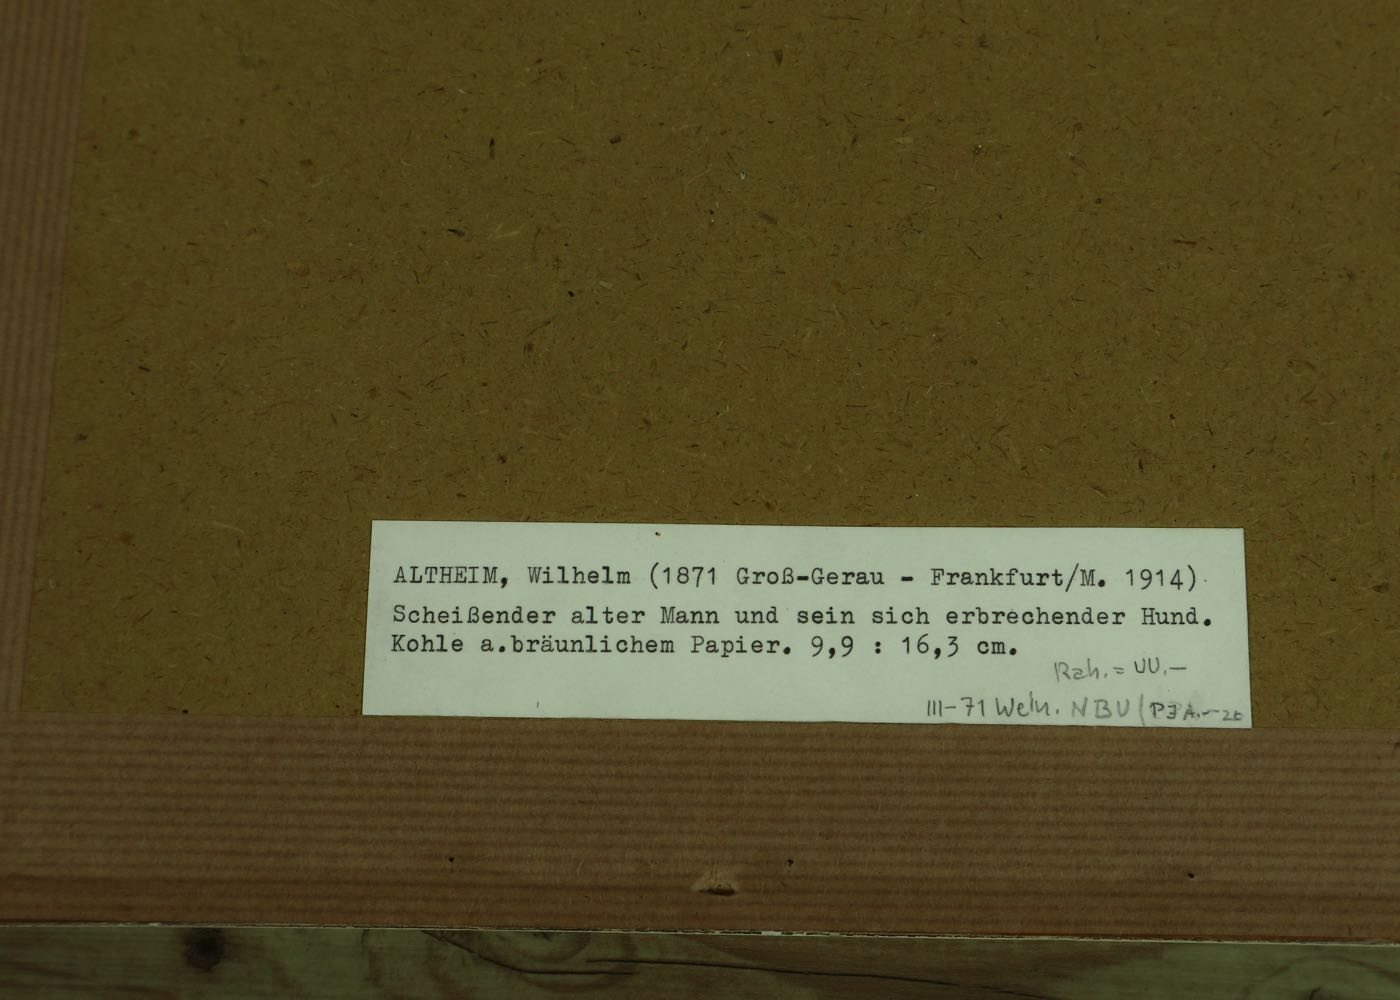 ALTHEIM, Wilhelm (1871 Groß-Gerau - Frankfurt/M. 1914)
Scheißender alter Mann und sein sich erbrechender Hund.
Kohle a.bräunlichem Papier. 9,9 : 16,3 cm.
Rah. = UU.-
III-71 NBU